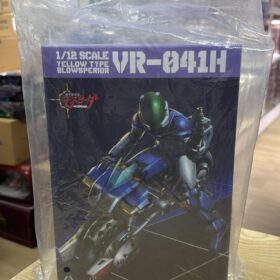 1/12 SCALE
YELLOW TYPE
BLOWSPERIOR
VR-041H